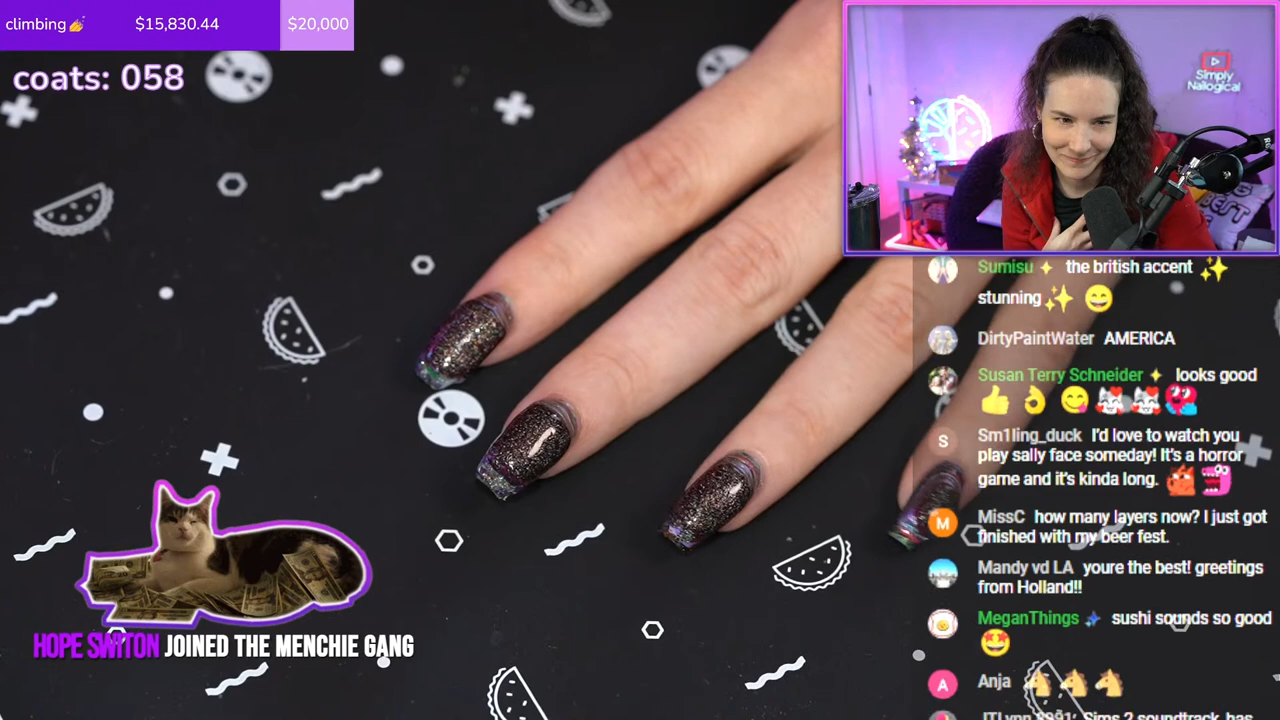 climbing💅 $15,830.44 $20,000
coats: 058
Simply
Nailogical
Sumisu the british accent ✨
stunning ✨ 😄
DirtyPaintWater AMERICA
Susan Terry Schneider looks good
👍 👌 😋
Sm1ling_duck I'd love to watch you
play sally face someday! It's a horror
game and it's kinda long.
MissC how many layers now? I just got
finished with my beer fest.
Mandy vd LA youre the best! greetings
from Holland!!
MeganThings sushi sounds so good
🤩
Anja 🐴 🐴 🐴
S
M
A
HOPE SWITON JOINED THE MENCHIE GANG